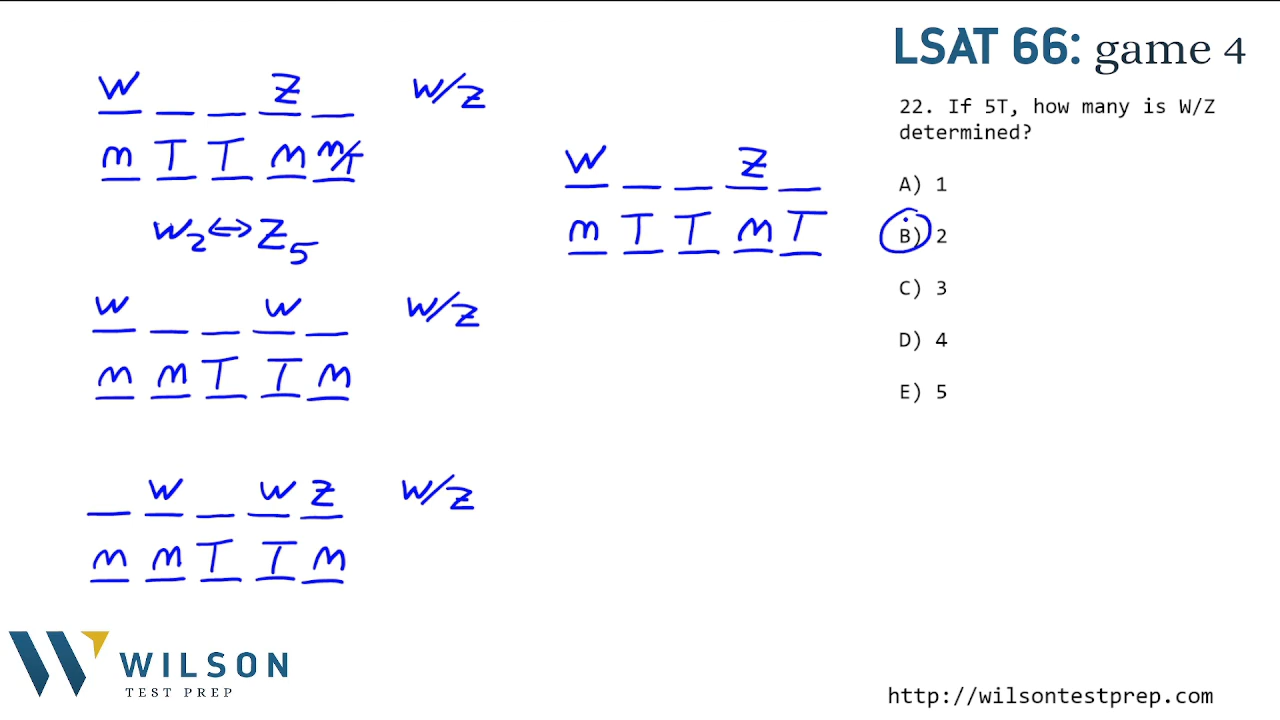 LSAT 66: game 4
22. If 5T, how many is W/Z
determined?
A) 1
B) 2
C) 3
D) 4
E) 5
W Z W/Z
m T T m m/T
W2 ↔ Z5
W W W/Z
m m T T m
W W Z W/Z
m m T T m
W Z
m T T m T
WILSON
TEST PREP
http://wilsontestprep.com